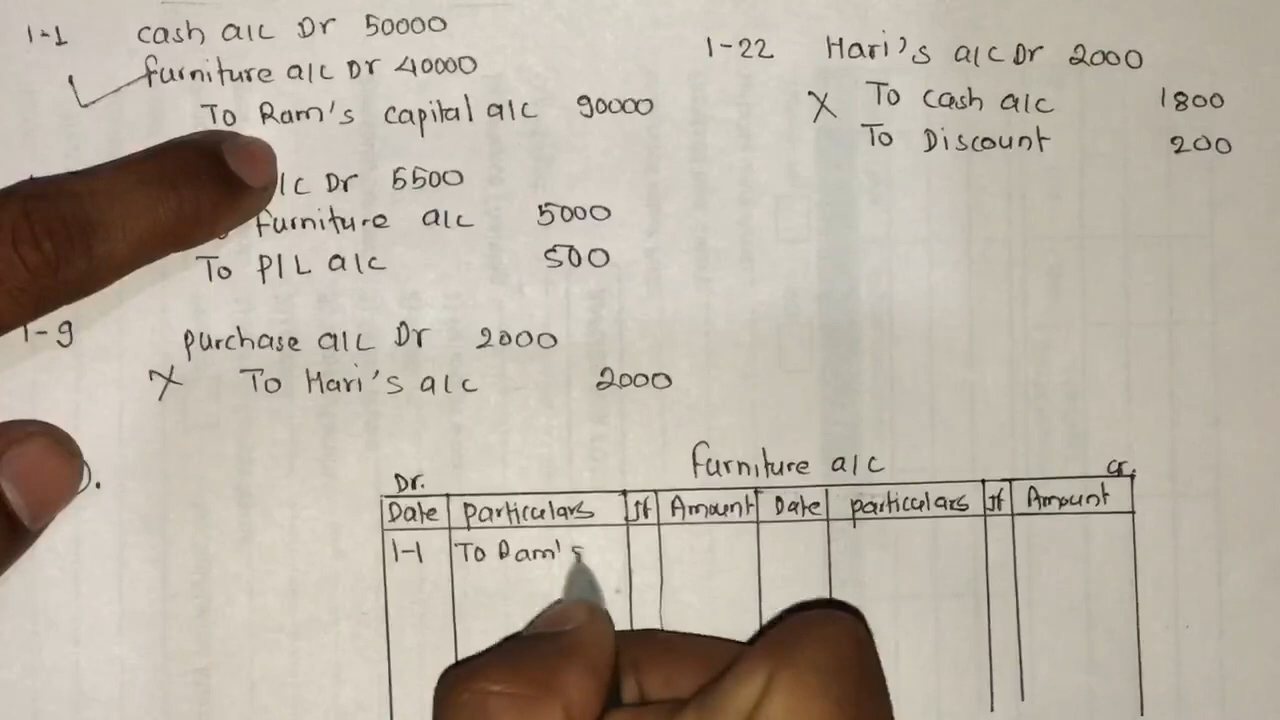 1-1 cash a/c Dr 50000
furniture a/c Dr 40000
To Ram's capital a/c 90000
a/c Dr 5500
furniture a/c 5000
To P/L a/c 500
1-9 purchase a/c Dr 2000
X To Hari's a/c 2000
1-22 Hari's a/c Dr 2000
X To cash a/c 1800
To Discount 200
).
furniture a/c
Dr. cr.
Date particulars Jf Amount Date particulars Jf Amount
1-1 To Ram's